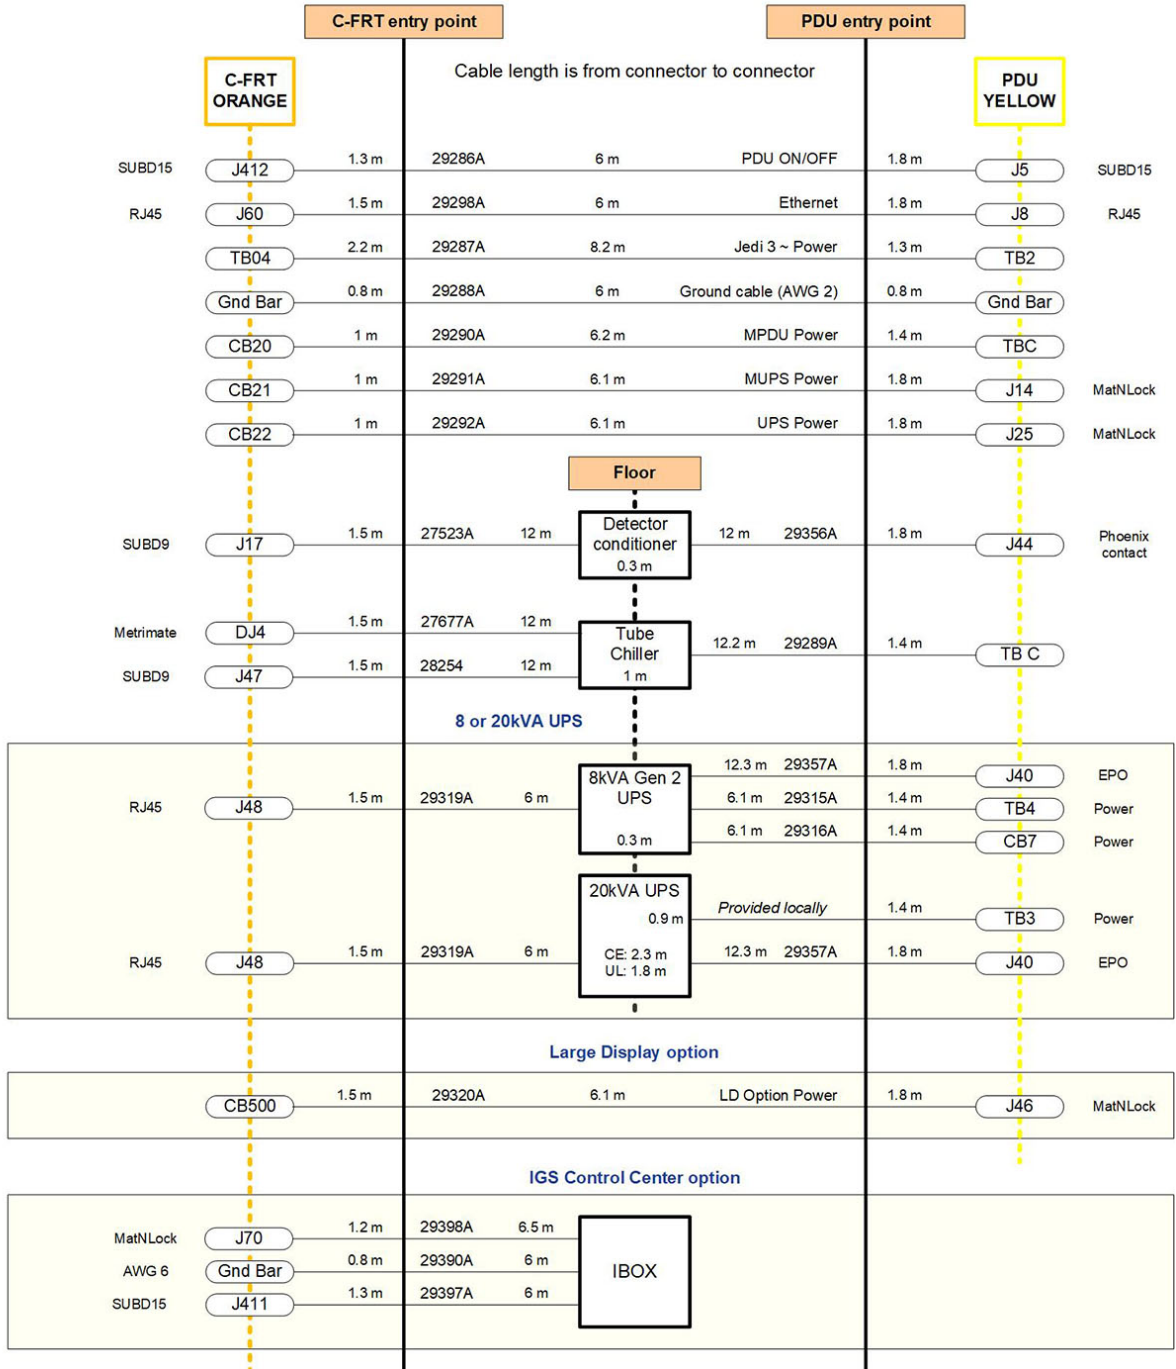 C-FRT entry point
PDU entry point
Cable length is from connector to connector
C-FRT
ORANGE
PDU
YELLOW
SUBD15 J412 1.3 m 29286A 6 m PDU ON/OFF 1.8 m J5 SUBD15
RJ45 J60 1.5 m 29298A 6 m Ethernet 1.8 m J8 RJ45
TB04 2.2 m 29287A 8.2 m Jedi 3 ~ Power 1.3 m TB2
Gnd Bar 0.8 m 29288A 6 m Ground cable (AWG 2) 0.8 m Gnd Bar
CB20 1 m 29290A 6.2 m MPDU Power 1.4 m TBC
CB21 1 m 29291A 6.1 m MUPS Power 1.8 m J14 MatNLock
CB22 1 m 29292A 6.1 m UPS Power 1.8 m J25 MatNLock
Floor
SUBD9 J17 1.5 m 27523A 12 m
Detector
conditioner
0.3 m
12 m 29356A 1.8 m J44
Phoenix
contact
Metrimate DJ4 1.5 m 27677A 12 m
SUBD9 J47 1.5 m 28254 12 m
Tube
Chiller
1 m
12.2 m 29289A 1.4 m TB C
8 or 20kVA UPS
RJ45 J48 1.5 m 29319A 6 m
8kVA Gen 2
UPS
0.3 m
12.3 m 29357A 1.8 m J40 EPO
6.1 m 29315A 1.4 m TB4 Power
6.1 m 29316A 1.4 m CB7 Power
20kVA UPS
0.9 m
Provided locally 1.4 m TB3 Power
RJ45 J48 1.5 m 29319A 6 m
CE: 2.3 m
UL: 1.8 m
12.3 m 29357A 1.8 m J40 EPO
Large Display option
CB500 1.5 m 29320A 6.1 m LD Option Power 1.8 m J46 MatNLock
IGS Control Center option
MatNLock J70 1.2 m 29398A 6.5 m
AWG 6 Gnd Bar 0.8 m 29390A 6 m
SUBD15 J411 1.3 m 29397A 6 m
IBOX